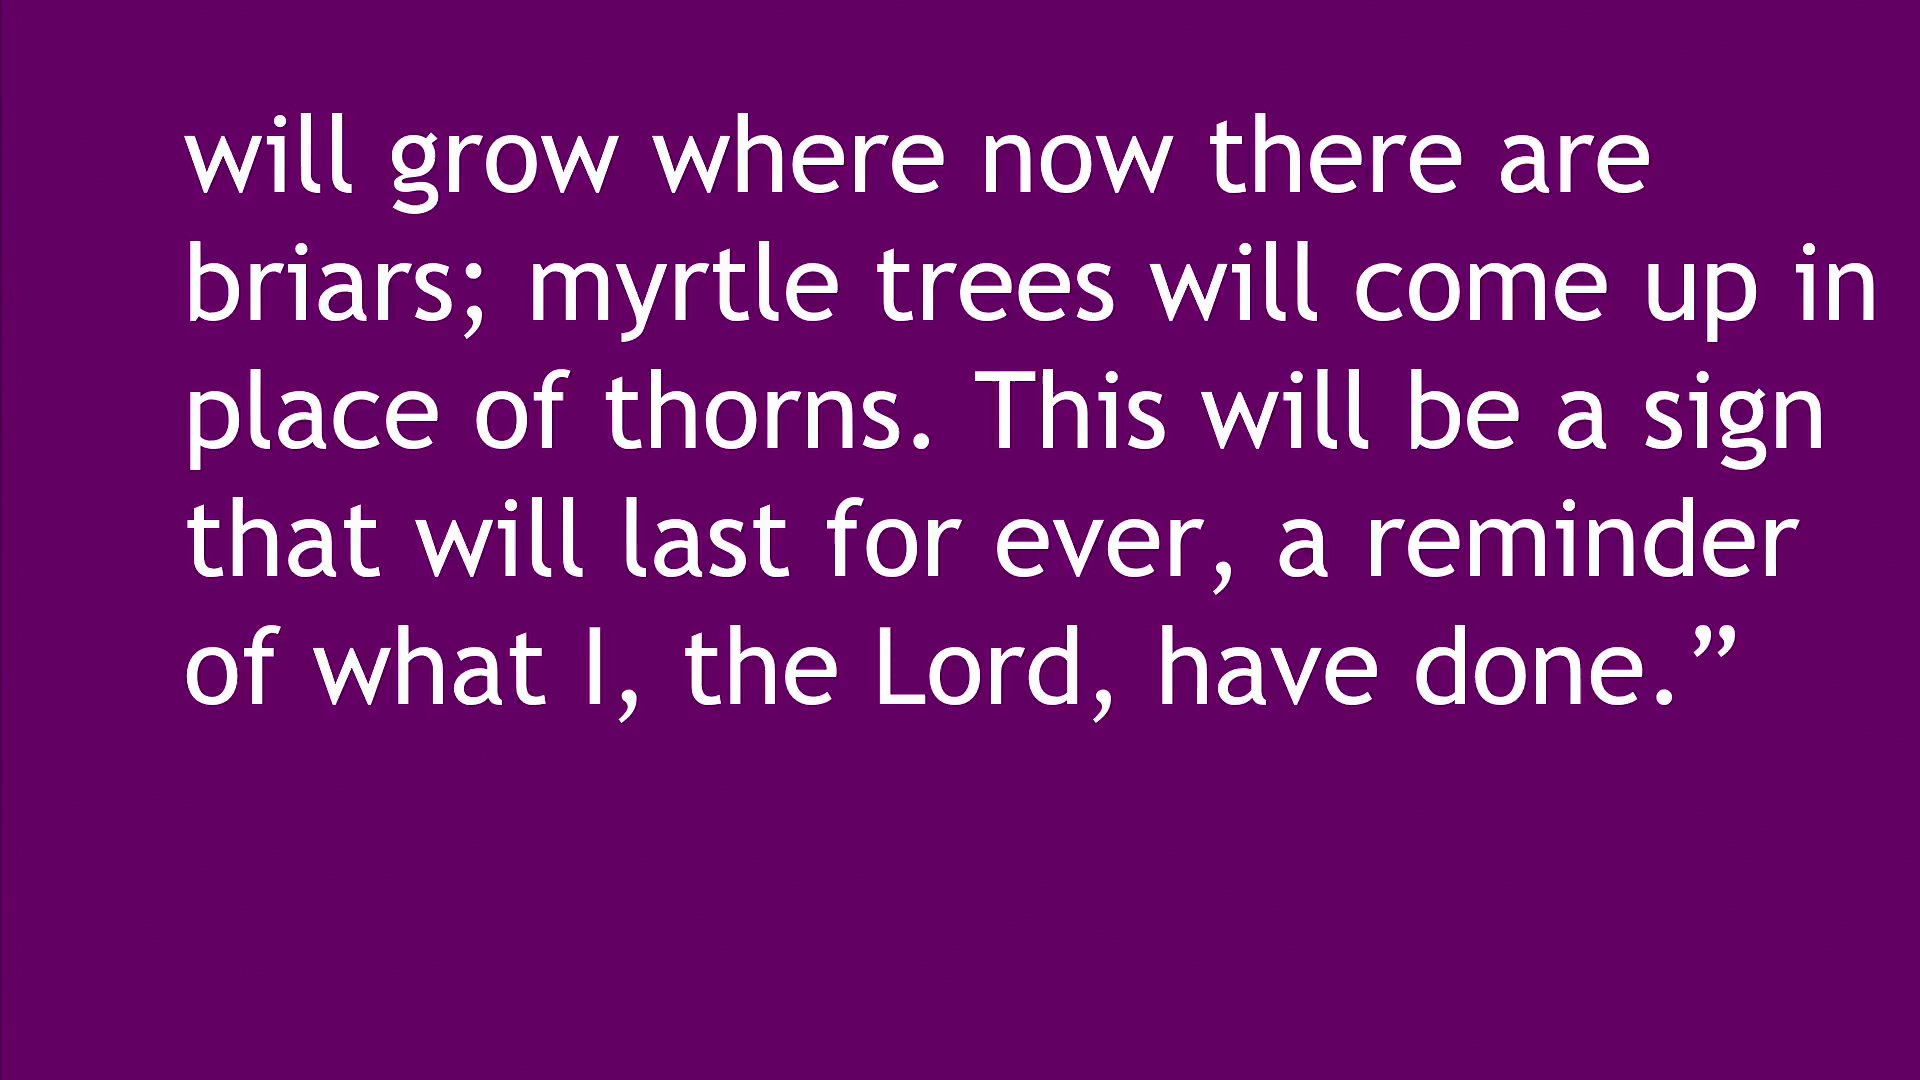 will grow where now there are
briars; myrtle trees will come up in
place of thorns. This will be a sign
that will last for ever, a reminder
of what I, the Lord, have done.”